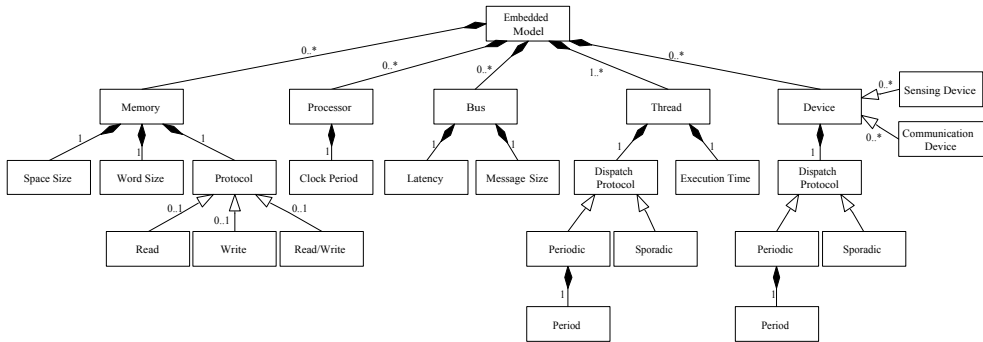 Embedded
Model
0..*
0..*
0..*
1..*
0..*
Memory
Processor
Bus
Thread
Device
0..*
Sensing Device
0..*
Communication
Device
1
1
1
1
1
1
1
1
1
Space Size
Word Size
Protocol
Clock Period
Latency
Message Size
Dispatch
Protocol
Execution Time
Dispatch
Protocol
0..1
0..1
0..1
Read
Write
Read/Write
Periodic
Sporadic
Periodic
Sporadic
1
1
Period
Period